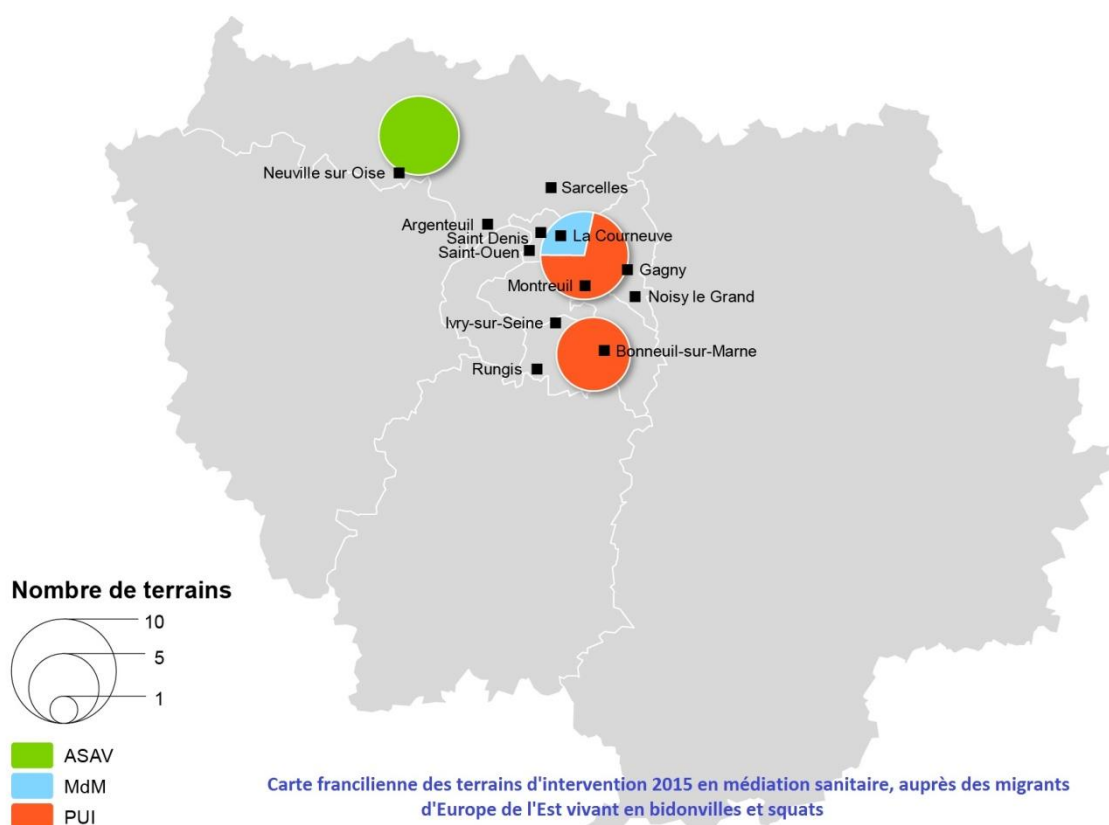 Neuville sur Oise
Sarcelles
Argenteuil
Saint Denis
La Courneuve
Saint-Ouen
Gagny
Montreuil
Noisy le Grand
Ivry-sur-Seine
Bonneuil-sur-Marne
Rungis
Nombre de terrains
10
5
1
ASAV
MdM
PUI
Carte francilienne des terrains d'intervention 2015 en médiation sanitaire, auprès des migrants
d'Europe de l'Est vivant en bidonvilles et squats